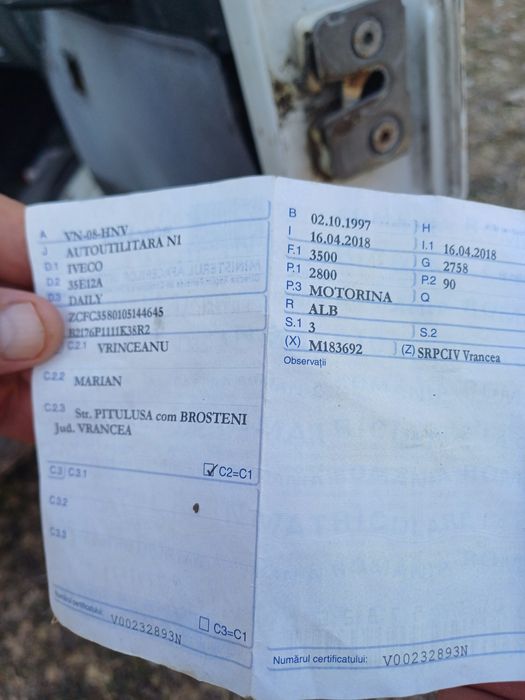 A VN-08-HNV
J AUTOUTILITARA N1
D.1 IVECO
D.2 35E12A
D.3 DAILY
ZCFC3580105144645
B2176P1111K38R2
C.2.1 VRINCEANU
C.2.2 MARIAN
C.2.3 Str. PITULUSA com BROSTENI
Jud. VRANCEA
C.3 C.3.1 C2=C1
C.3.2
C.3.3
C3=C1
Numărul certificatului: V00232893N
B 02.10.1997 H
I 16.04.2018 I.1 16.04.2018
F.1 3500 G 2758
P.1 2800 P.2 90
P.3 MOTORINA Q
R ALB
S.1 3 S.2
(X) M183692 (Z) SRPCIV Vrancea
Observații
Numărul certificatului: V00232893N